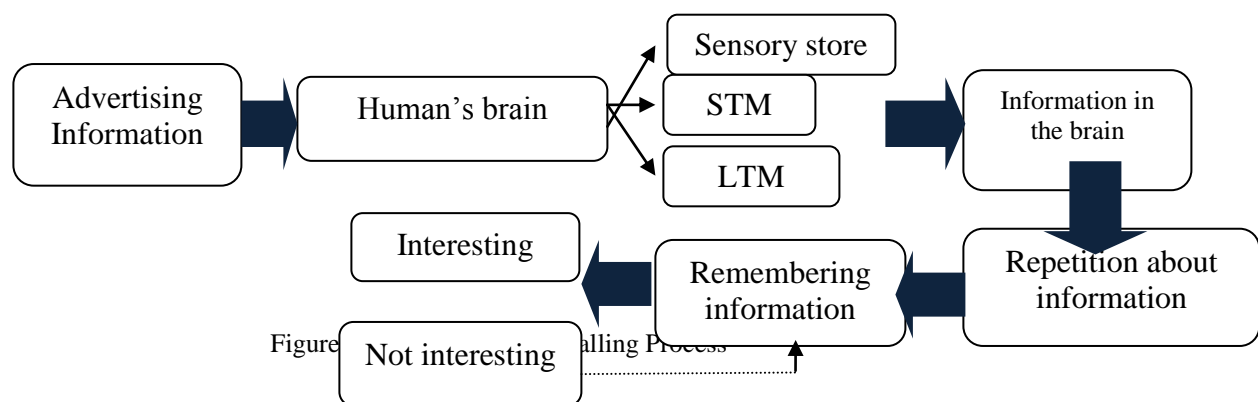 Advertising
Information
Human’s brain
Sensory store
STM
LTM
Information in
the brain
Repetition about
information
Remembering
information
Interesting
Not interesting
Figure
alling Process